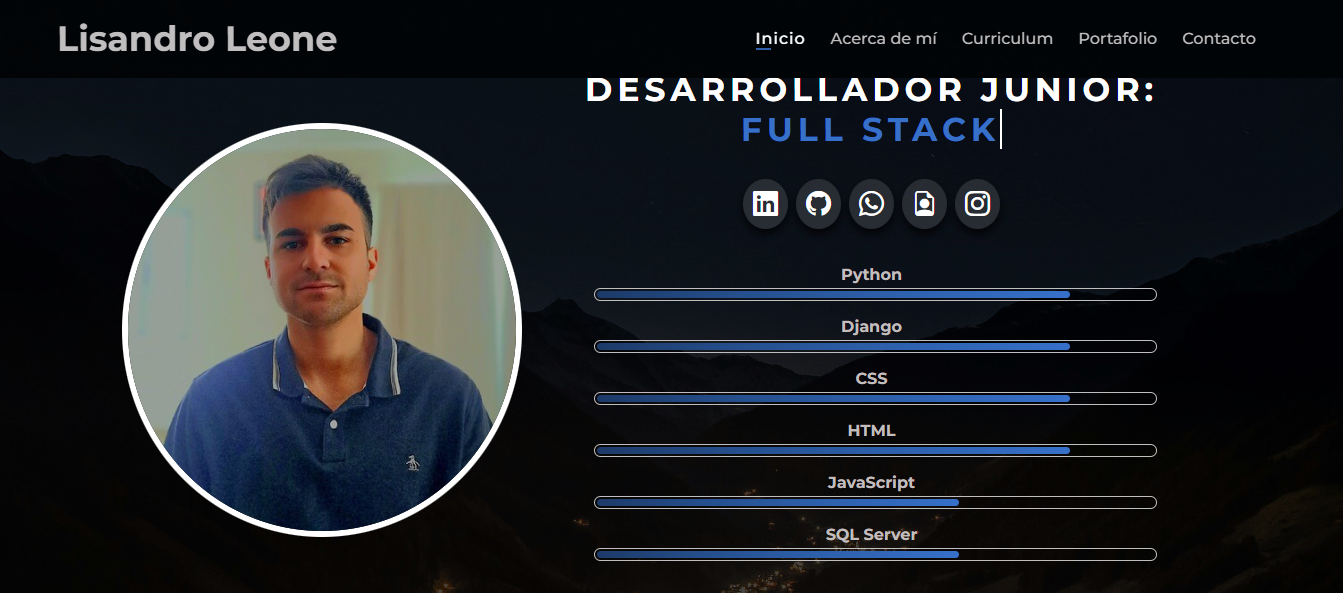 Lisandro Leone
Inicio Acerca de mí Curriculum Portafolio Contacto
DESARROLLADOR JUNIOR:
FULL STACK
in
Python
Django
CSS
HTML
JavaScript
SQL Server